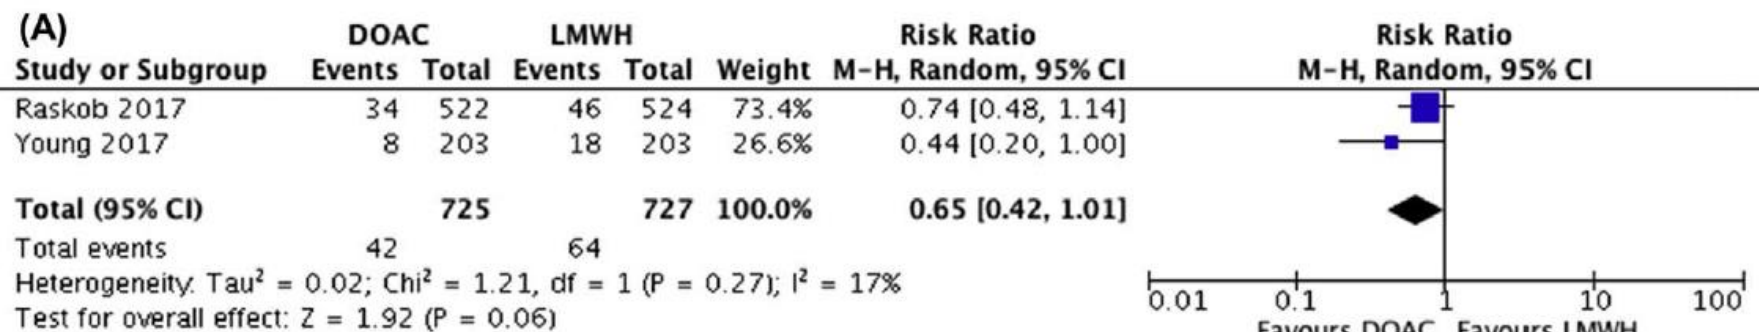 (A)
DOAC LMWH Risk Ratio Risk Ratio
Study or Subgroup Events Total Events Total Weight M-H, Random, 95% CI M-H, Random, 95% CI
Raskob 2017 34 522 46 524 73.4% 0.74 [0.48, 1.14]
Young 2017 8 203 18 203 26.6% 0.44 [0.20, 1.00]
Total (95% CI) 725 727 100.0% 0.65 [0.42, 1.01]
Total events 42 64
Heterogeneity: Tau² = 0.02; Chi² = 1.21, df = 1 (P = 0.27); I² = 17%
Test for overall effect: Z = 1.92 (P = 0.06)
0.01 0.1 1 10 100
Favours DOAC Favours LMWH